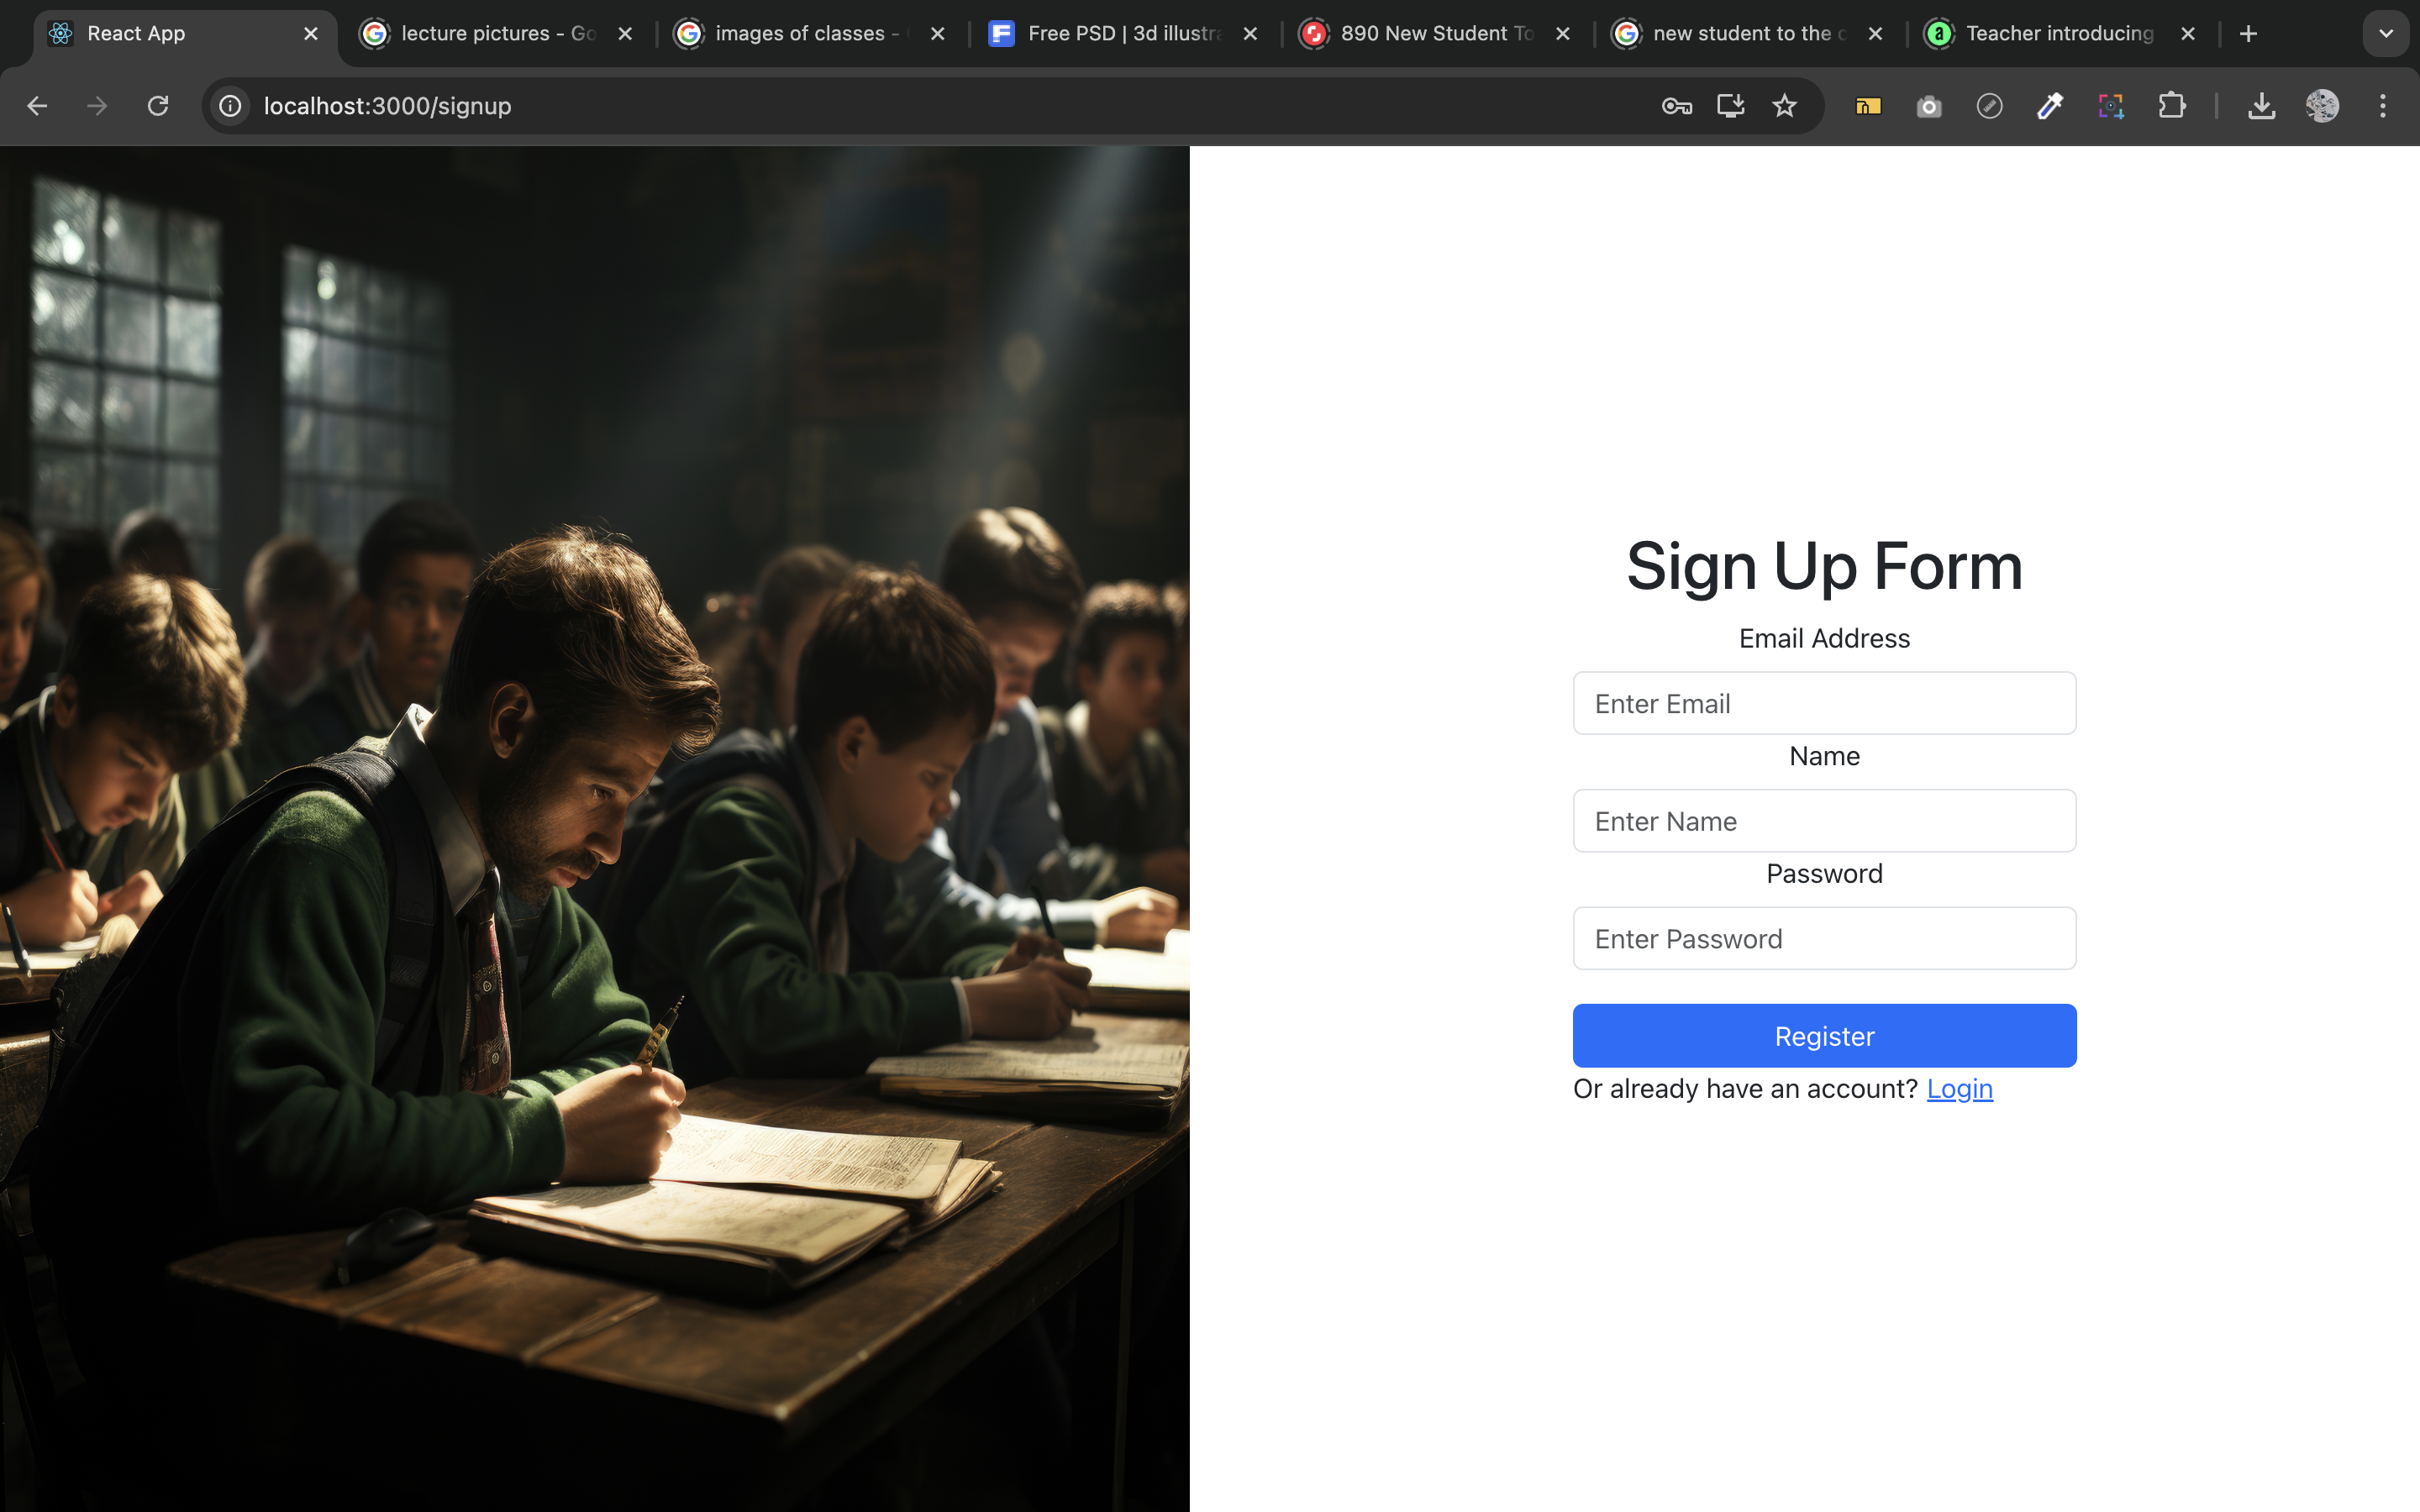 React App
lecture pictures - Go
images of classes -
Free PSD | 3d illustra
890 New Student To
new student to the c
Teacher introducing
localhost:3000/signup
Sign Up Form
Email Address
Enter Email
Name
Enter Name
Password
Enter Password
Register
Or already have an account? Login